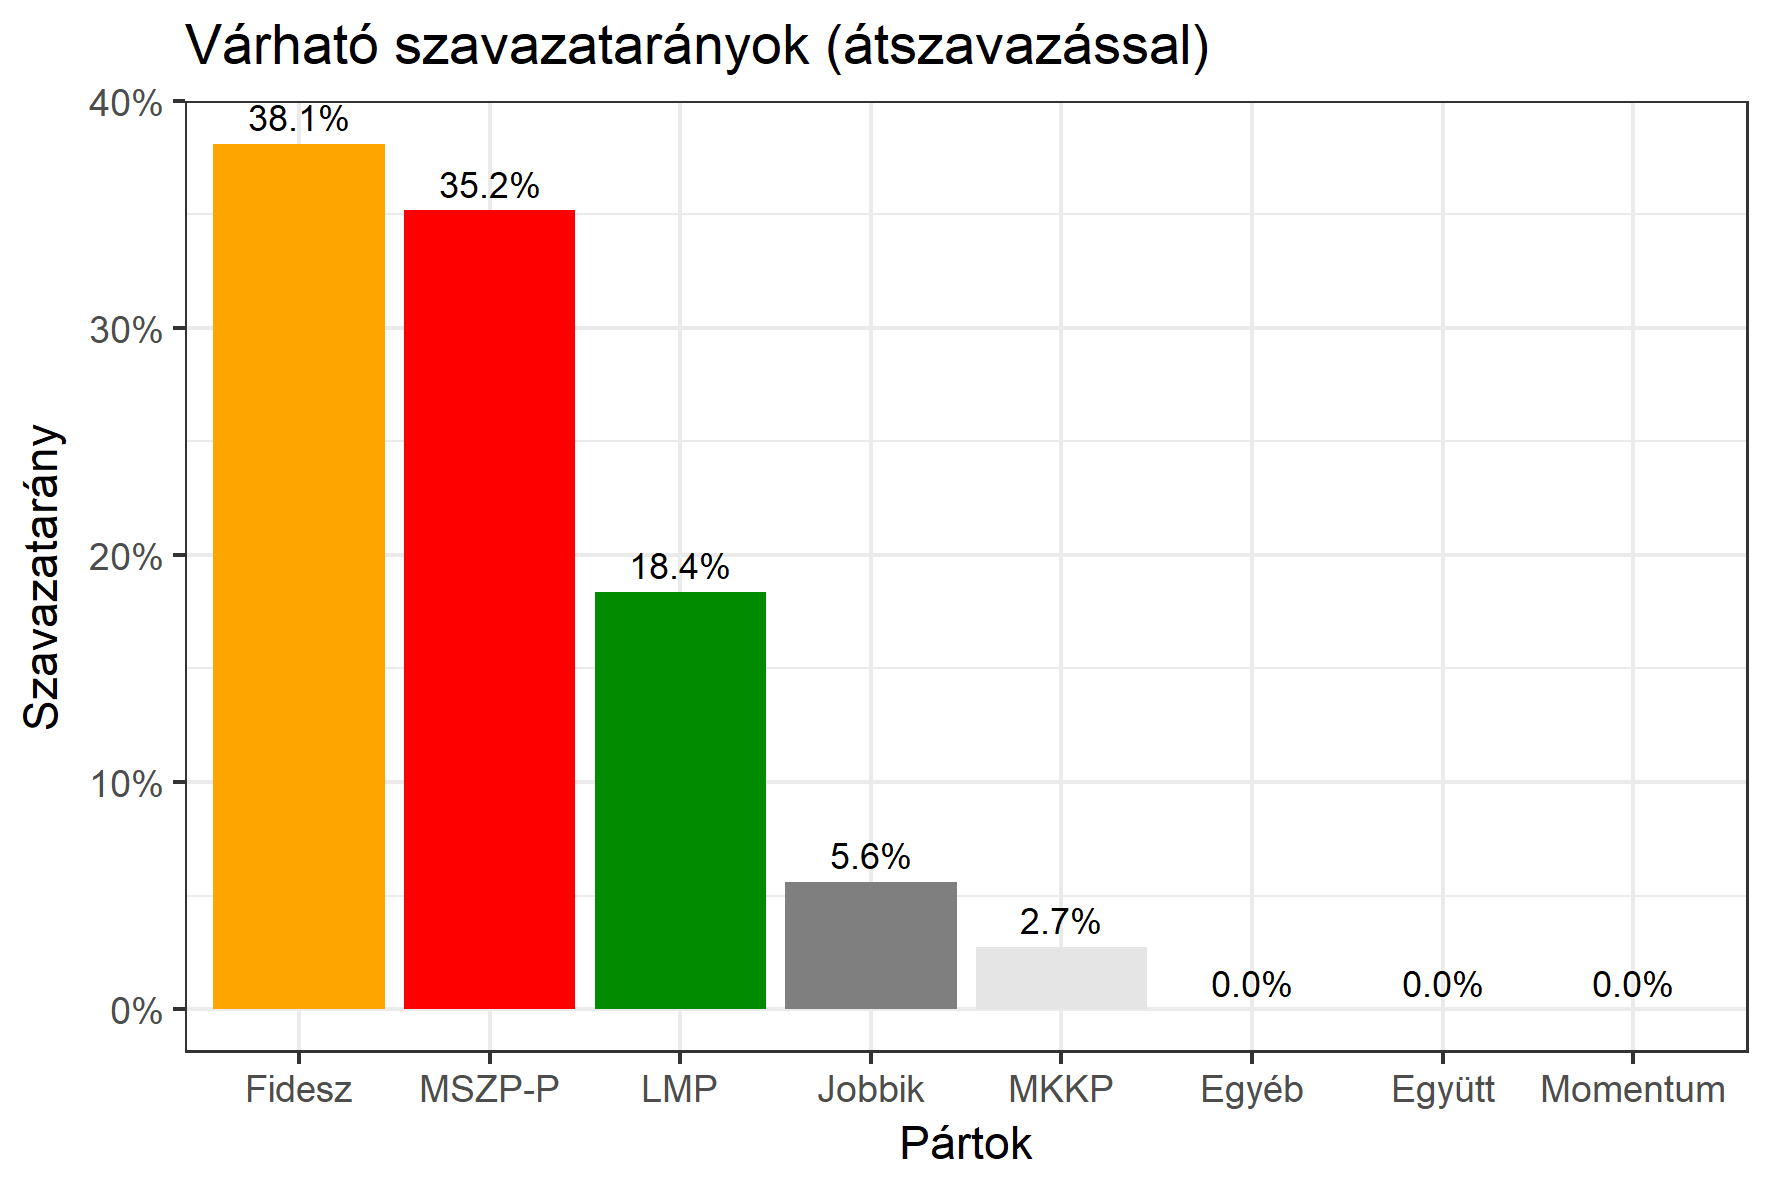 Várható szavazatarányok (átszavazással)
40%
30%
20%
10%
0%
Szavazatarány
38.1%
35.2%
18.4%
5.6%
2.7%
0.0%
0.0%
0.0%
Fidesz
MSZP-P
LMP
Jobbik
MKKP
Egyéb
Együtt
Momentum
Pártok